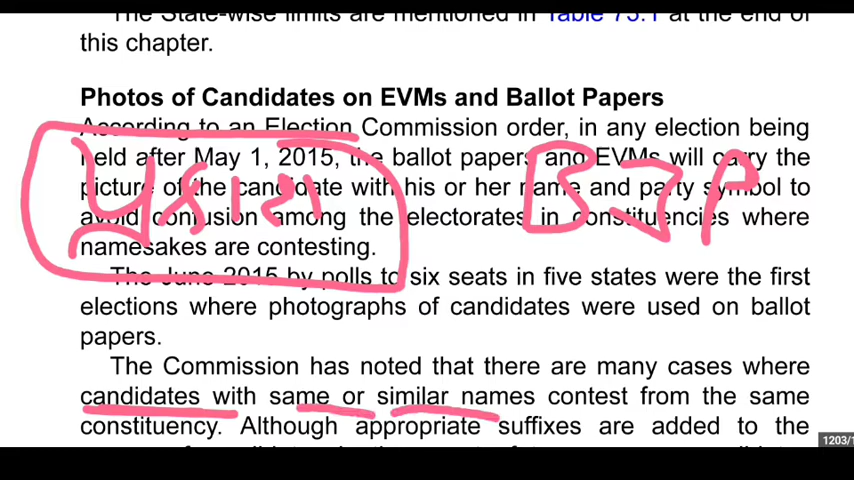 The State-wise limits are mentioned in Table 73.1 at the end of
this chapter.
Photos of Candidates on EVMs and Ballot Papers
According to an Election Commission order, in any election being
held after May 1, 2015, the ballot papers and EVMs will carry the
picture of the candidate with his or her name and party symbol to
avoid confusion among the electorates in constituencies where
namesakes are contesting.
BJP
The June 2015 by polls to six seats in five states were the first
elections where photographs of candidates were used on ballot
papers.
The Commission has noted that there are many cases where
candidates with same or similar names contest from the same
constituency. Although appropriate suffixes are added to the
1203/1